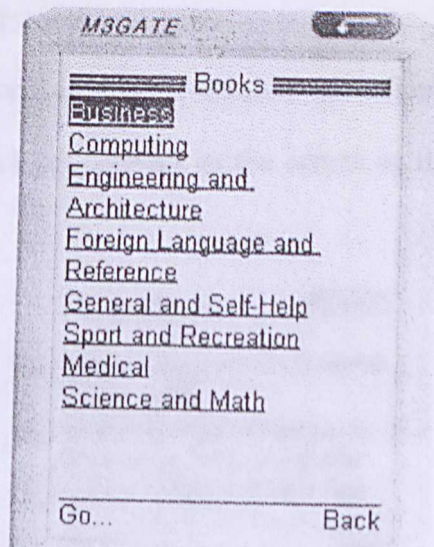 M3GATE
Books
Business
Computing
Engineering and
Architecture
Foreign Language and
Reference
General and Self-Help
Sport and Recreation
Medical
Science and Math
Go... Back